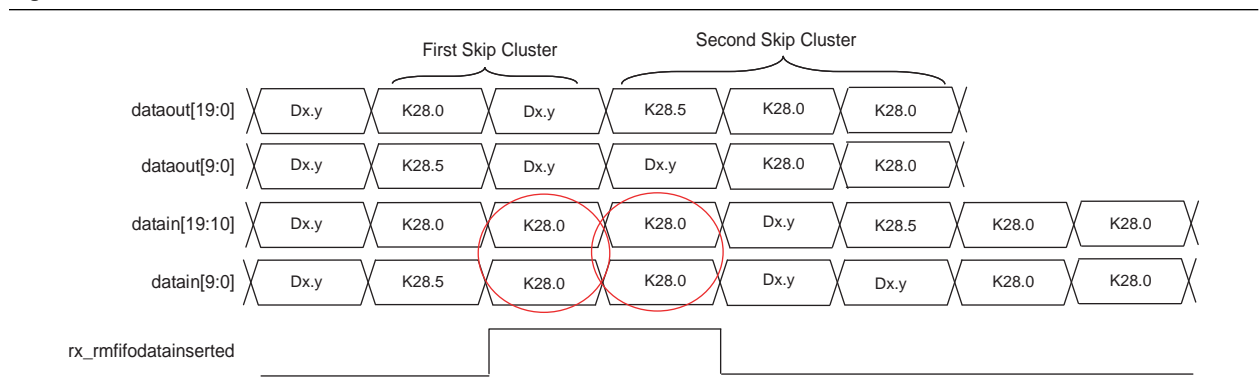 First Skip Cluster Second Skip Cluster
dataout[19:0] Dx.y K28.0 Dx.y K28.5 K28.0 K28.0
dataout[9:0] Dx.y K28.5 Dx.y Dx.y K28.0 K28.0
datain[19:10] Dx.y K28.0 K28.0 K28.0 Dx.y K28.5 K28.0 K28.0
datain[9:0] Dx.y K28.5 K28.0 K28.0 Dx.y Dx.y K28.0 K28.0
rx_rmfifodatainserted